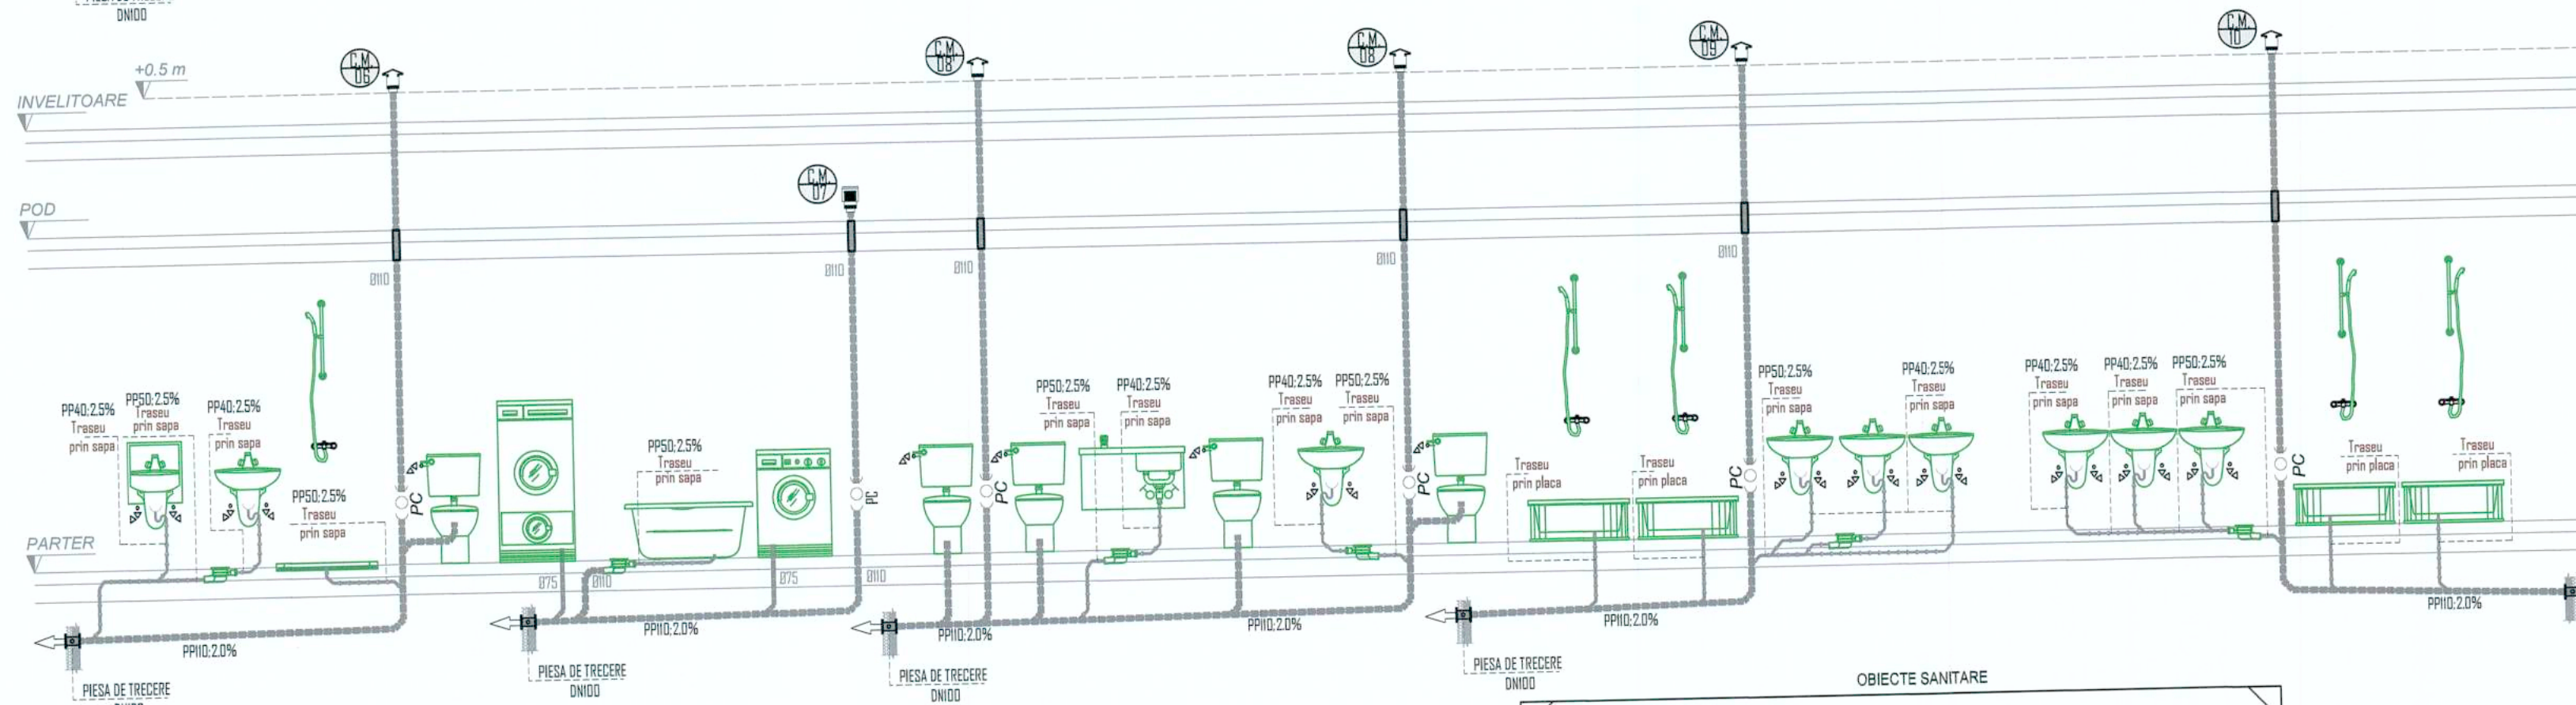 DN100
+0.5 m
INVELITOARE
POD
PARTER
C.M.
06
C.M.
07
C.M.
08'
C.M.
08
C.M.
09
C.M.
10
Ø110
Ø110
Ø110
Ø110
Ø110
PP40;2.5%
Traseu
prin sapa
PP50;2.5%
Traseu
prin sapa
PP40;2.5%
Traseu
prin sapa
PP50;2.5%
Traseu
prin sapa
PC
PP50;2.5%
Traseu
prin sapa
PC
PC
PP50;2.5%
Traseu
prin sapa
PP40;2.5%
Traseu
prin sapa
PP40;2.5%
Traseu
prin sapa
PP50;2.5%
Traseu
prin sapa
PC
Traseu
prin placa
Traseu
prin placa
PC
PP50;2.5%
Traseu
prin sapa
PP40;2.5%
Traseu
prin sapa
PP40;2.5%
Traseu
prin sapa
PP40;2.5%
Traseu
prin sapa
PP50;2.5%
Traseu
prin sapa
PC
Traseu
prin placa
Traseu
prin placa
Ø75
Ø110
Ø75
Ø110
PP110;2.0%
PP110;2.0%
PP110;2.0%
PP110;2.0%
PP110;2.0%
PP110;2.0%
PIESA DE TRECERE
PIESA DE TRECERE
DN100
PIESA DE TRECERE
DN100
PIESA DE TRECERE
DN100
OBIECTE SANITARE